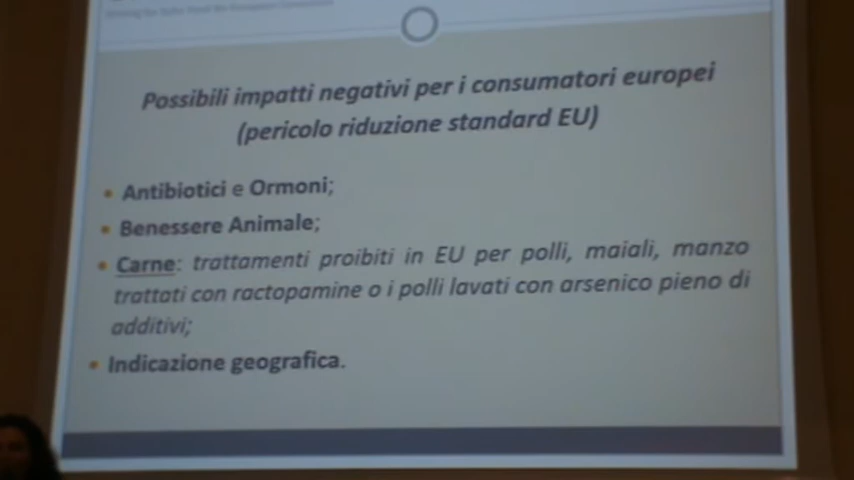 Possibili impatti negativi per i consumatori europei
(pericolo riduzione standard EU)
• Antibiotici e Ormoni;
• Benessere Animale;
• Carne: trattamenti proibiti in EU per polli, maiali, manzo
trattati con ractopamine o i polli lavati con arsenico pieno di
additivi;
• Indicazione geografica.